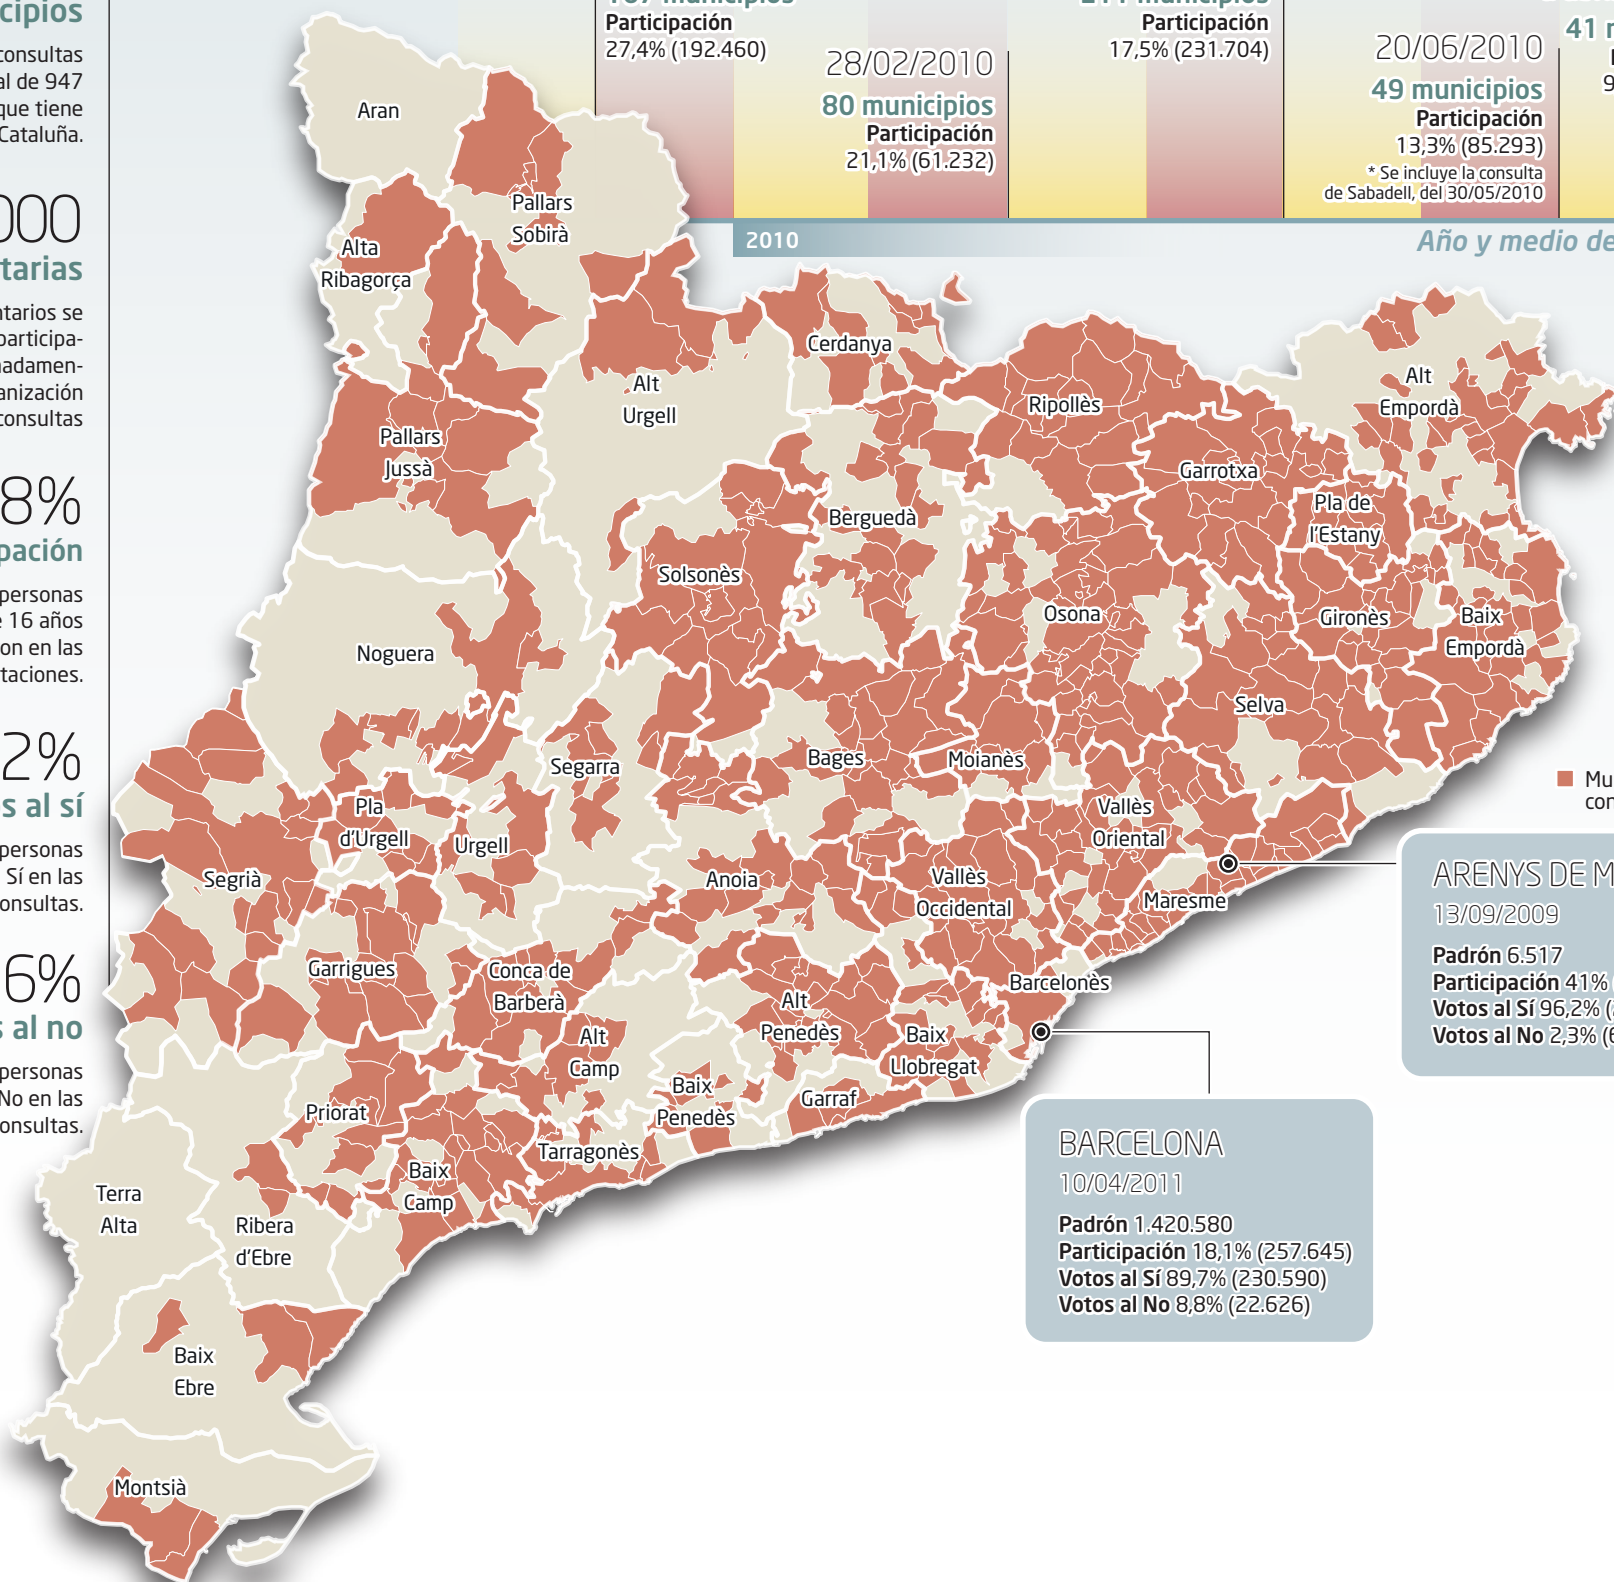 cipios
consultas
al de 947
que tiene
Cataluña.
000
tarias
ntarios se
participa-
nadamen-
anización
consultas
8%
pación
personas
e 16 años
on en las
taciones.
2%
s al sí
personas
Sí en las
onsultas.
6%
s al no
personas
No en las
onsultas.
municipios
Participación
27,4% (192.460)
28/02/2010
80 municipios
Participación
21,1% (61.232)
municipios
Participación
17,5% (231.704)
20/06/2010
49 municipios
Participación
13,3% (85.293)
* Se incluye la consulta
de Sabadell, del 30/05/2010
41 m
9
2010
Año y medio de
Aran
Pallars
Sobirà
Alta
Ribagorça
Cerdanya
Alt
Urgell
Ripollès
Alt
Empordà
Pallars
Jussà
Garrotxa
Pla de
l'Estany
Berguedà
Solsonès
Osona
Gironès
Baix
Empordà
Noguera
Selva
Segarra
Bages
Moianès
Pla
d'Urgell
Urgell
Vallès
Oriental
Segrià
Anoia
Vallès
Occidental
Maresme
Garrigues
Conca de
Barberà
Barcelonès
Alt
Penedès
Alt
Camp
Baix
Llobregat
Baix
Penedès
Garraf
Priorat
Tarragonès
Baix
Camp
Terra
Alta
Ribera
d'Ebre
Baix
Ebre
Montsià
Mu
con
ARENYS DE M
13/09/2009
Padrón 6.517
Participación 41%
Votos al Sí 96,2% (
Votos al No 2,3% (6
BARCELONA
10/04/2011
Padrón 1.420.580
Participación 18,1% (257.645)
Votos al Sí 89,7% (230.590)
Votos al No 8,8% (22.626)